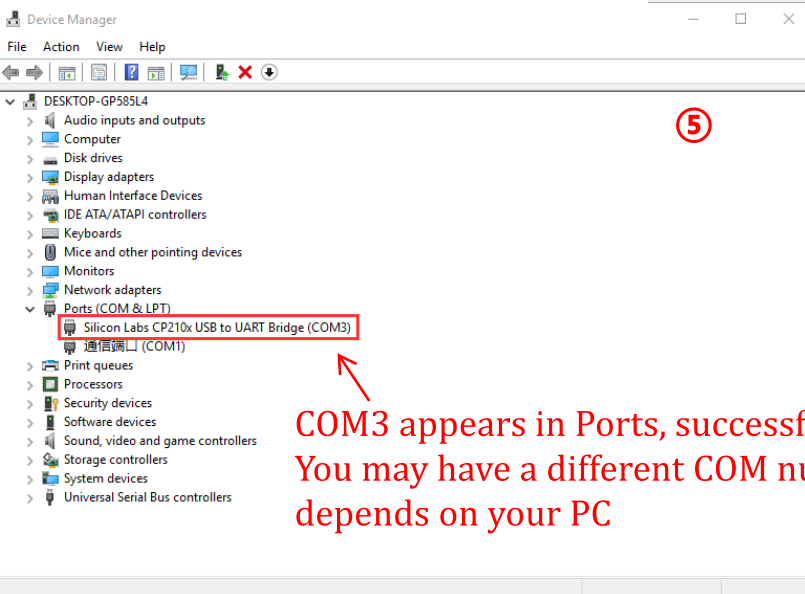 Device Manager
File Action View Help
DESKTOP-GP585L4
Audio inputs and outputs
Computer
Disk drives
Display adapters
Human Interface Devices
IDE ATA/ATAPI controllers
Keyboards
Mice and other pointing devices
Monitors
Network adapters
Ports (COM & LPT)
Silicon Labs CP210x USB to UART Bridge (COM3)
通信端口 (COM1)
Print queues
Processors
Security devices
Software devices
Sound, video and game controllers
Storage controllers
System devices
Universal Serial Bus controllers
⑤
COM3 appears in Ports, successf
You may have a different COM nu
depends on your PC